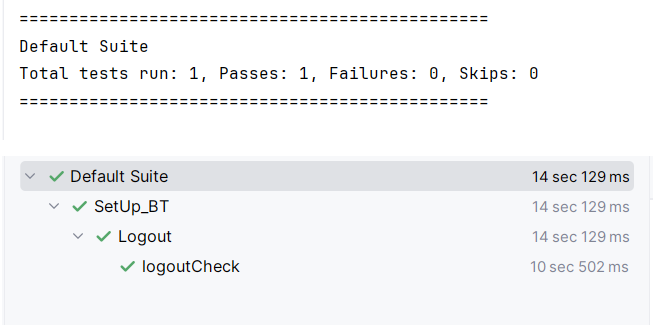 ===============================================
Default Suite
Total tests run: 1, Passes: 1, Failures: 0, Skips: 0
===============================================
Default Suite 14 sec 129 ms
SetUp_BT 14 sec 129 ms
Logout 14 sec 129 ms
logoutCheck 10 sec 502 ms